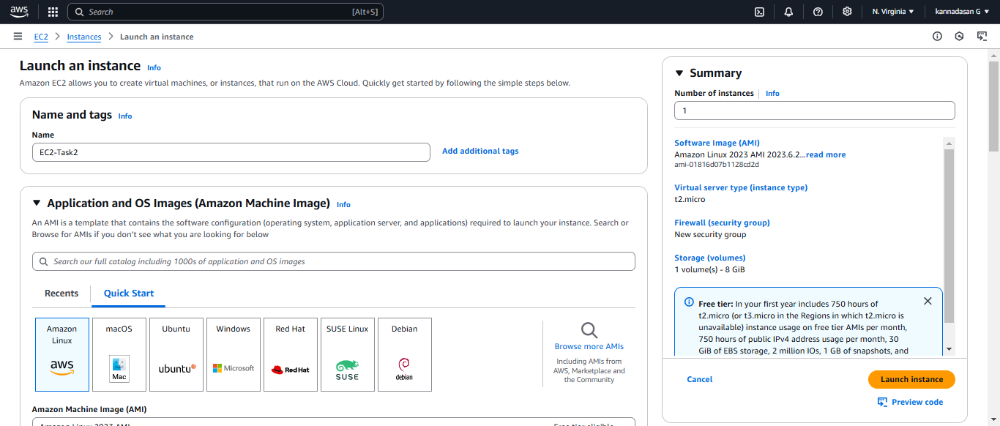 aws
Search [Alt+S]
N. Virginia
kannadasan G
EC2
Instances
Launch an instance
Launch an instance Info
Amazon EC2 allows you to create virtual machines, or instances, that run on the AWS Cloud. Quickly get started by following the simple steps below.
Name and tags Info
Name
EC2-Task2
Add additional tags
Application and OS Images (Amazon Machine Image) Info
An AMI is a template that contains the software configuration (operating system, application server, and applications) required to launch your instance. Search or
Browse for AMIs if you don't see what you are looking for below
Search our full catalog including 1000s of application and OS images
Recents
Quick Start
Amazon
Linux
aws
macOS
Mac
Ubuntu
ubuntu
Windows
Microsoft
Red Hat
Red Hat
SUSE Linux
SUSE
Debian
debian
Browse more AMIs
Including AMIs from
AWS, Marketplace and
the Community
Amazon Machine Image (AMI)
Amazon Linux 2023 AMI
Free tier eligible
Summary
Number of instances Info
1
Software Image (AMI)
Amazon Linux 2023 AMI 2023.6.2...read more
ami-01816d07b1128cd2d
Virtual server type (instance type)
t2.micro
Firewall (security group)
New security group
Storage (volumes)
1 volume(s) - 8 GiB
Free tier: In your first year includes 750 hours of
t2.micro (or t3.micro in the Regions in which t2.micro is
unavailable) instance usage on free tier AMIs per month,
750 hours of public IPv4 address usage per month, 30
GiB of EBS storage, 2 million IOs, 1 GB of snapshots, and
Cancel
Launch instance
Preview code